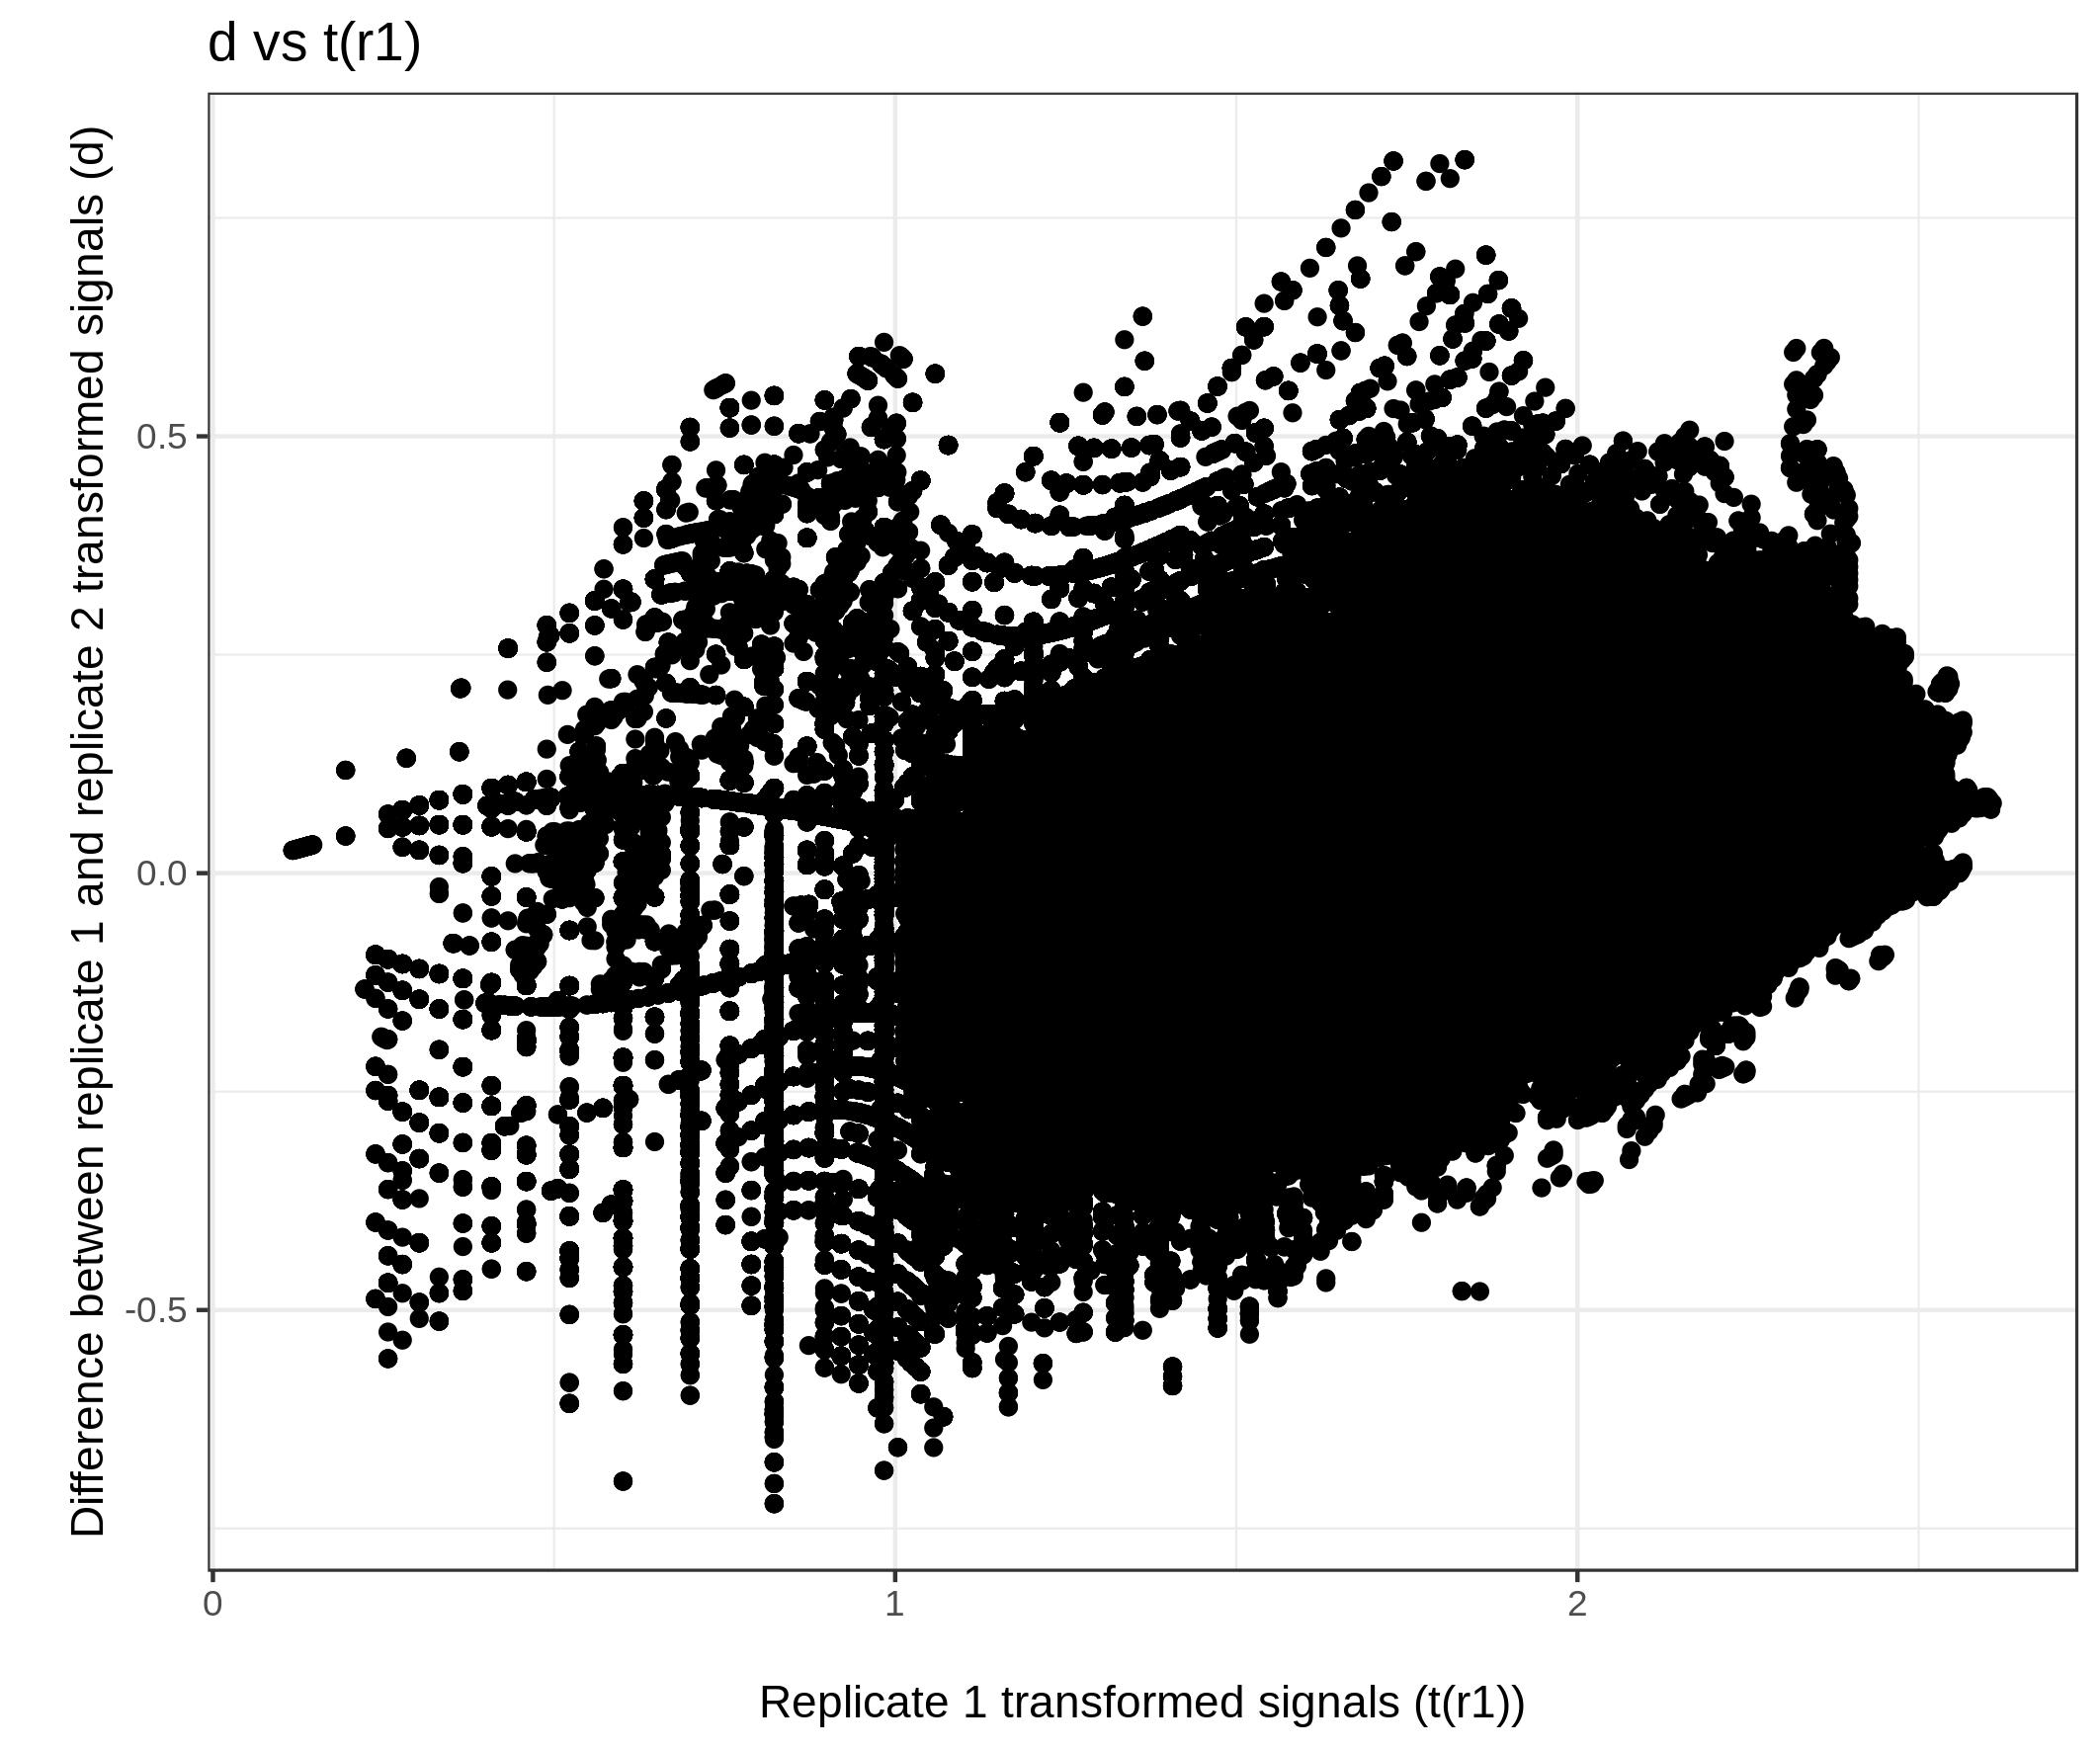 d vs t(r1)
Difference between replicate 1 and replicate 2 transformed signals (d)
0.5
0.0
-0.5
0
1
2
Replicate 1 transformed signals (t(r1))